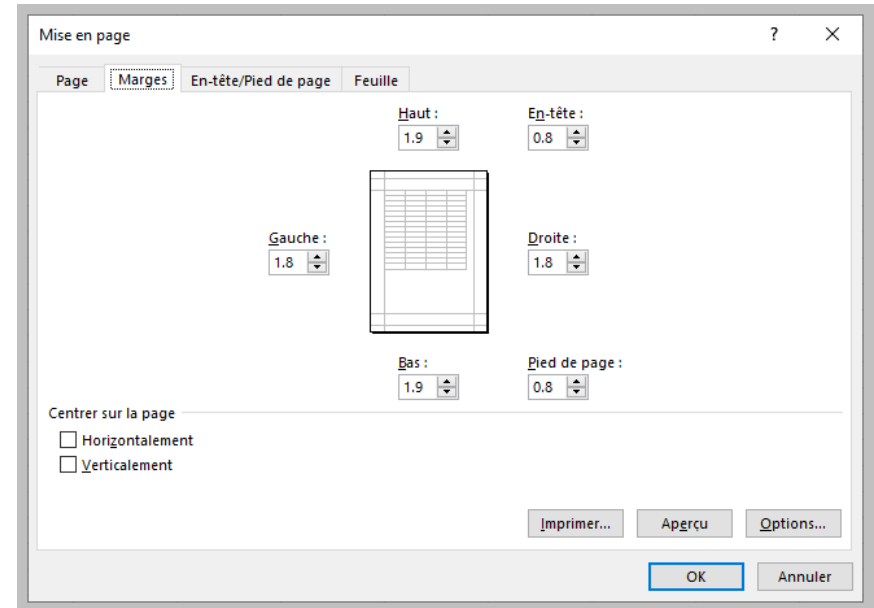 Mise en page
?
Page Marges En-tête/Pied de page Feuille
Haut : En-tête :
1.9 0.8
Gauche : Droite :
1.8 1.8
Bas : Pied de page :
1.9 0.8
Centrer sur la page
Horizontalement
Verticalement
Imprimer... Aperçu Options...
OK Annuler